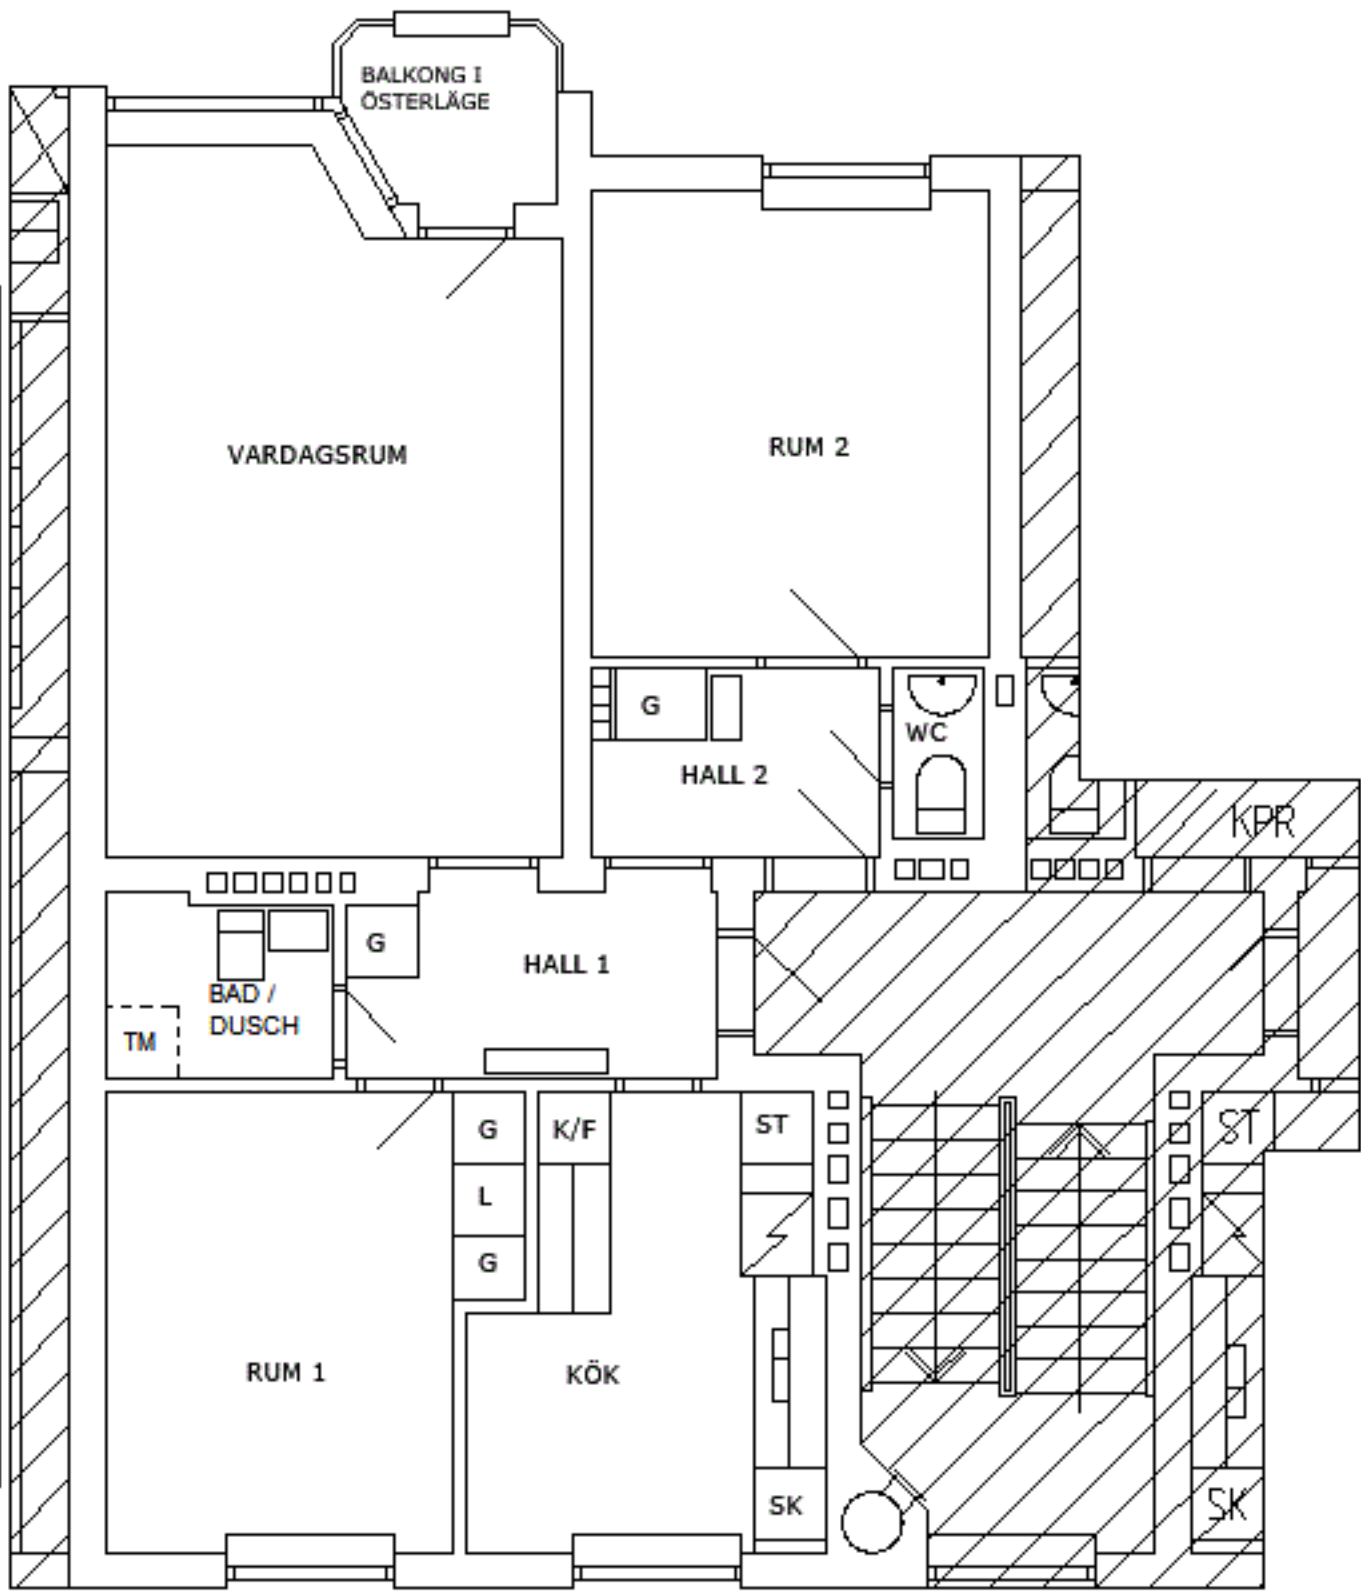 BALKONG I
ÖSTERLÄGE
VARDAGSRUM
RUM 2
G
WC
HALL 2
KPR
G
HALL 1
BAD /
DUSCH
TM
G
K/F
ST
ST
L
G
RUM 1
KÖK
SK
SK